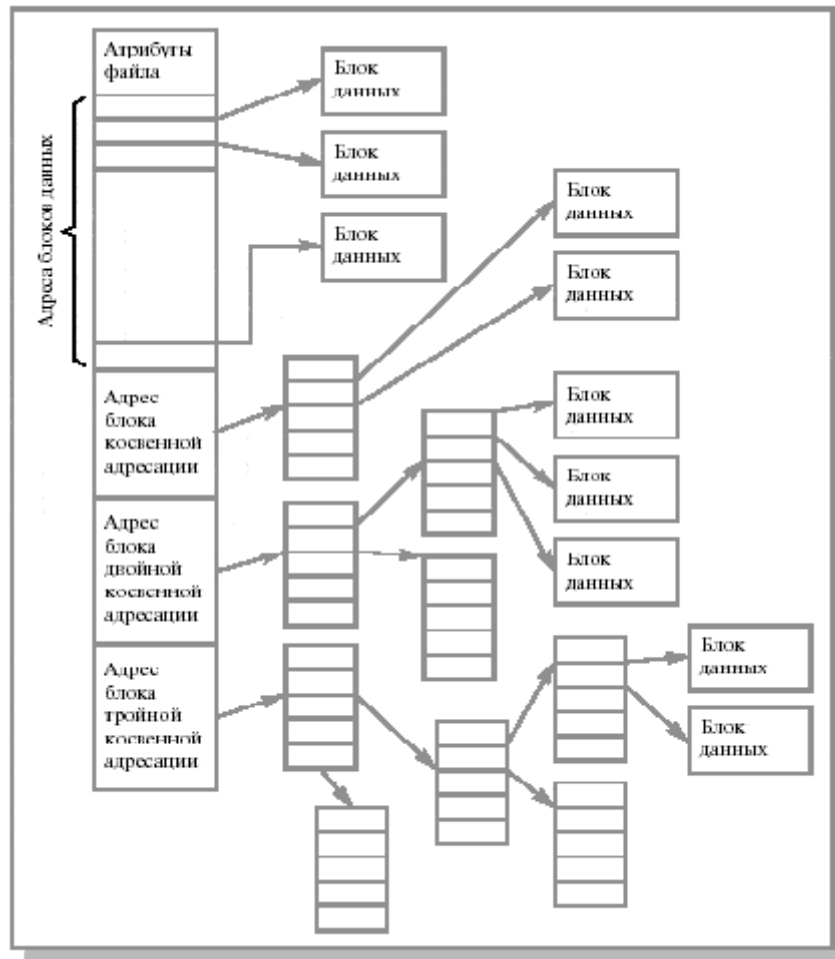 Атрибуты
файла
Адреса блоков данных
Блок
данных
Блок
данных
Блок
данных
Блок
данных
Блок
данных
Адрес
блока
косвенной
адресации
Блок
данных
Блок
данных
Блок
данных
Адрес
блока
двойной
косвенной
адресации
Адрес
блока
тройной
косвенной
адресации
Блок
данных
Блок
данных